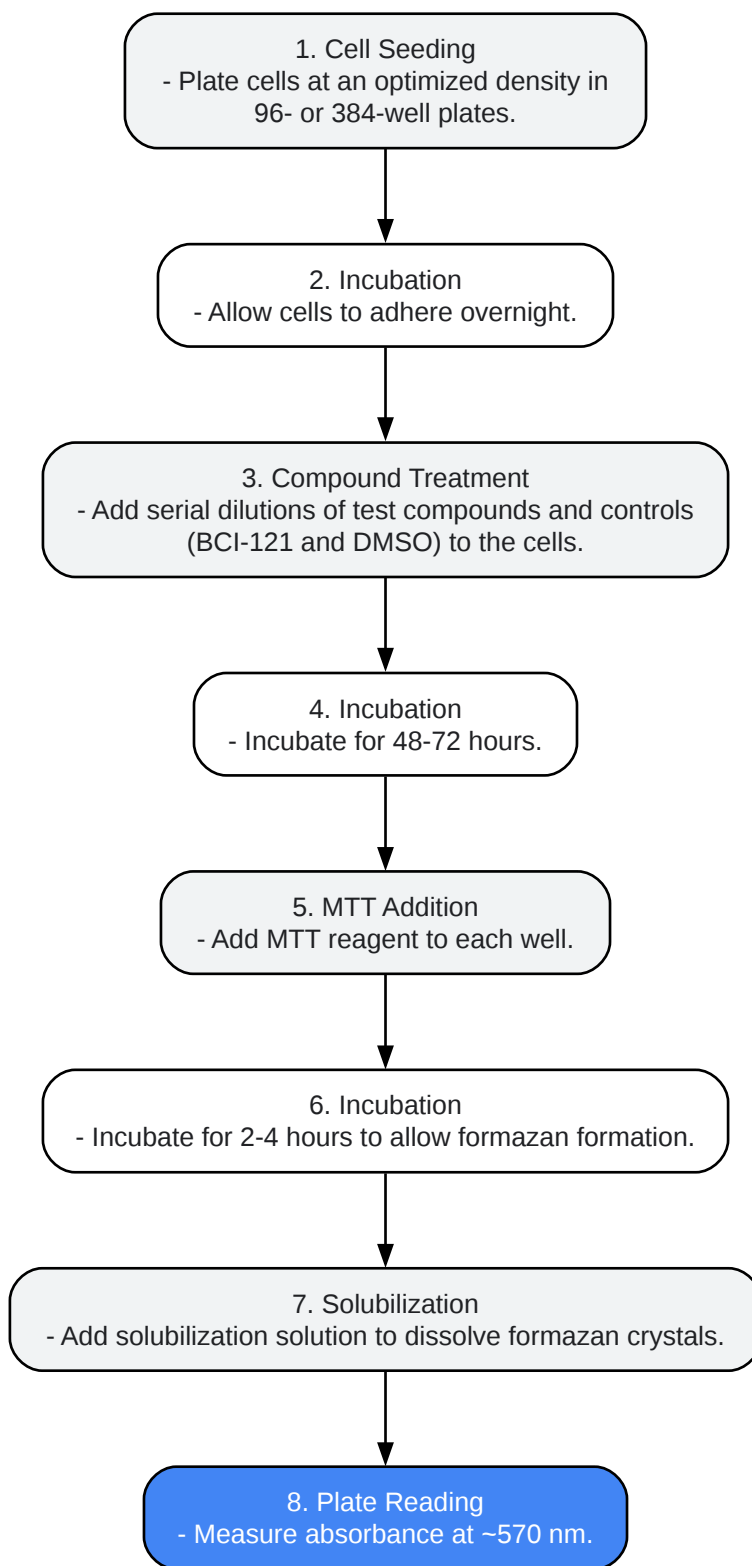 1. Cell Seeding
- Plate cells at an optimized density in
96- or 384-well plates.
2. Incubation
- Allow cells to adhere overnight.
3. Compound Treatment
- Add serial dilutions of test compounds and controls
(BCI-121 and DMSO) to the cells.
4. Incubation
- Incubate for 48-72 hours.
5. MTT Addition
- Add MTT reagent to each well.
6. Incubation
- Incubate for 2-4 hours to allow formazan formation.
7. Solubilization
- Add solubilization solution to dissolve formazan crystals.
8. Plate Reading
- Measure absorbance at ~570 nm.